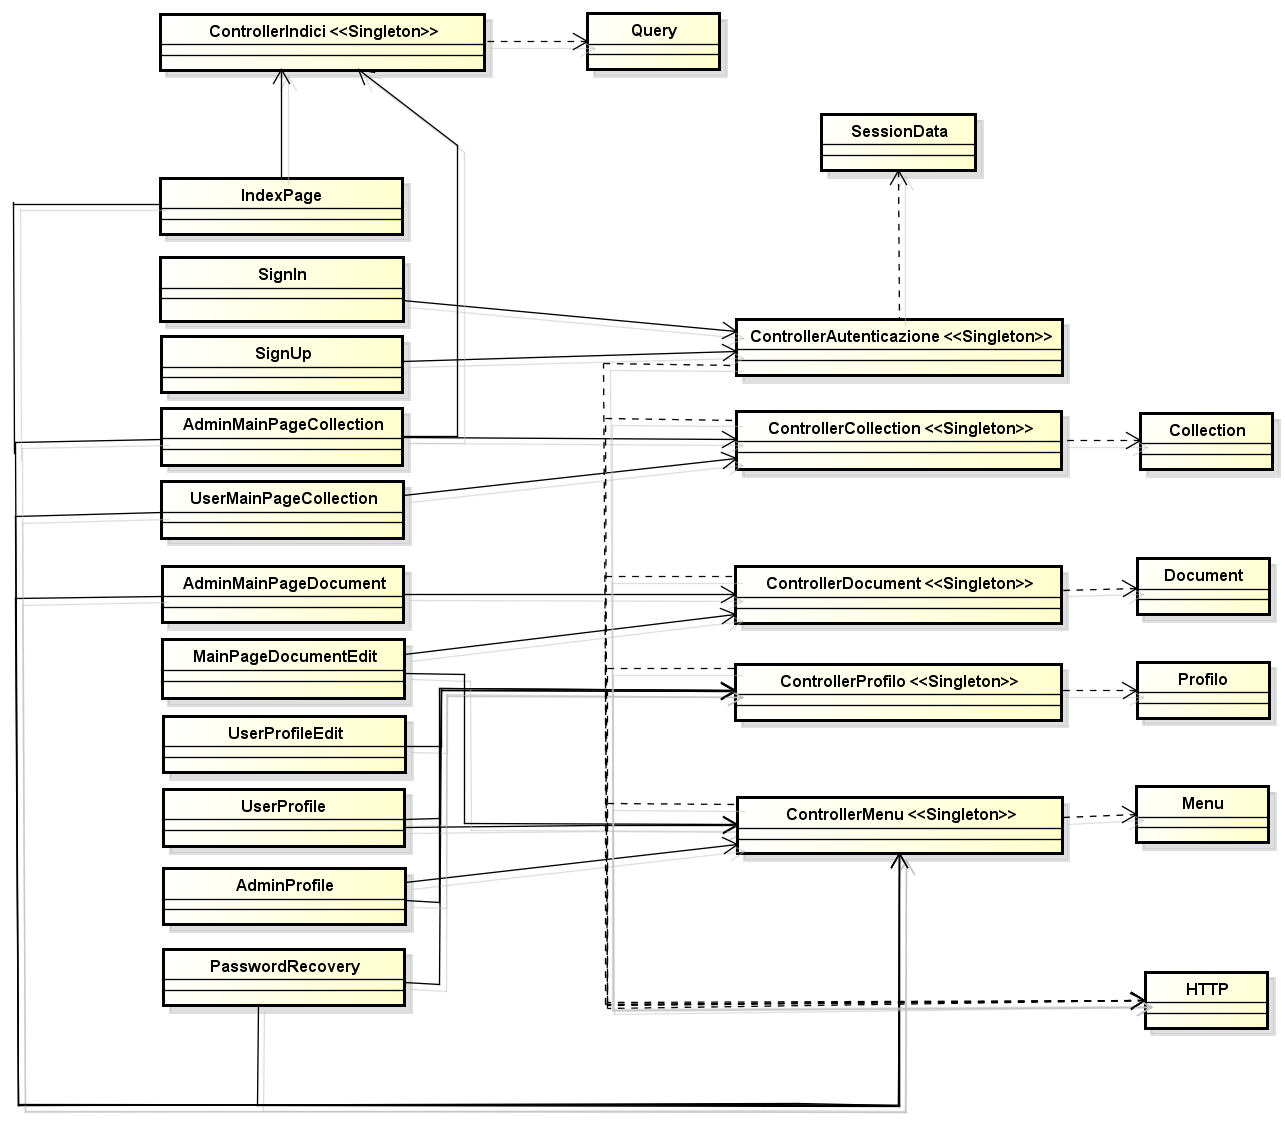 ControllerIndici <<Singleton>>
Query
SessionData
IndexPage
SignIn
SignUp
ControllerAutenticazione <<Singleton>>
AdminMainPageCollection
ControllerCollection <<Singleton>>
Collection
UserMainPageCollection
AdminMainPageDocument
ControllerDocument <<Singleton>>
Document
MainPageDocumentEdit
ControllerProfilo <<Singleton>>
Profilo
UserProfileEdit
UserProfile
ControllerMenu <<Singleton>>
Menu
AdminProfile
PasswordRecovery
HTTP